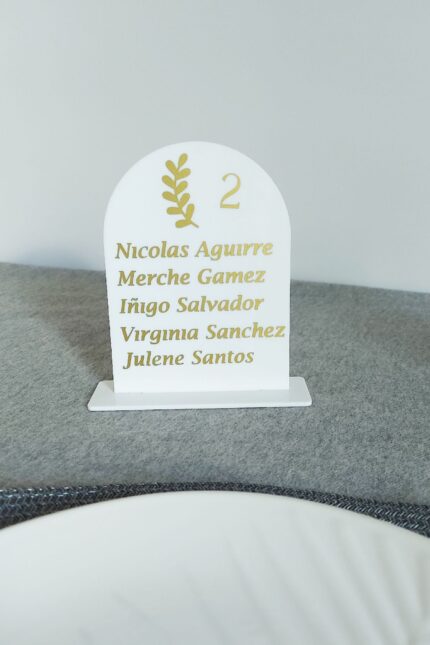 2
Nicolas Aguirre
Merche Gamez
Iñigo Salvador
Virginia Sanchez
Julene Santos